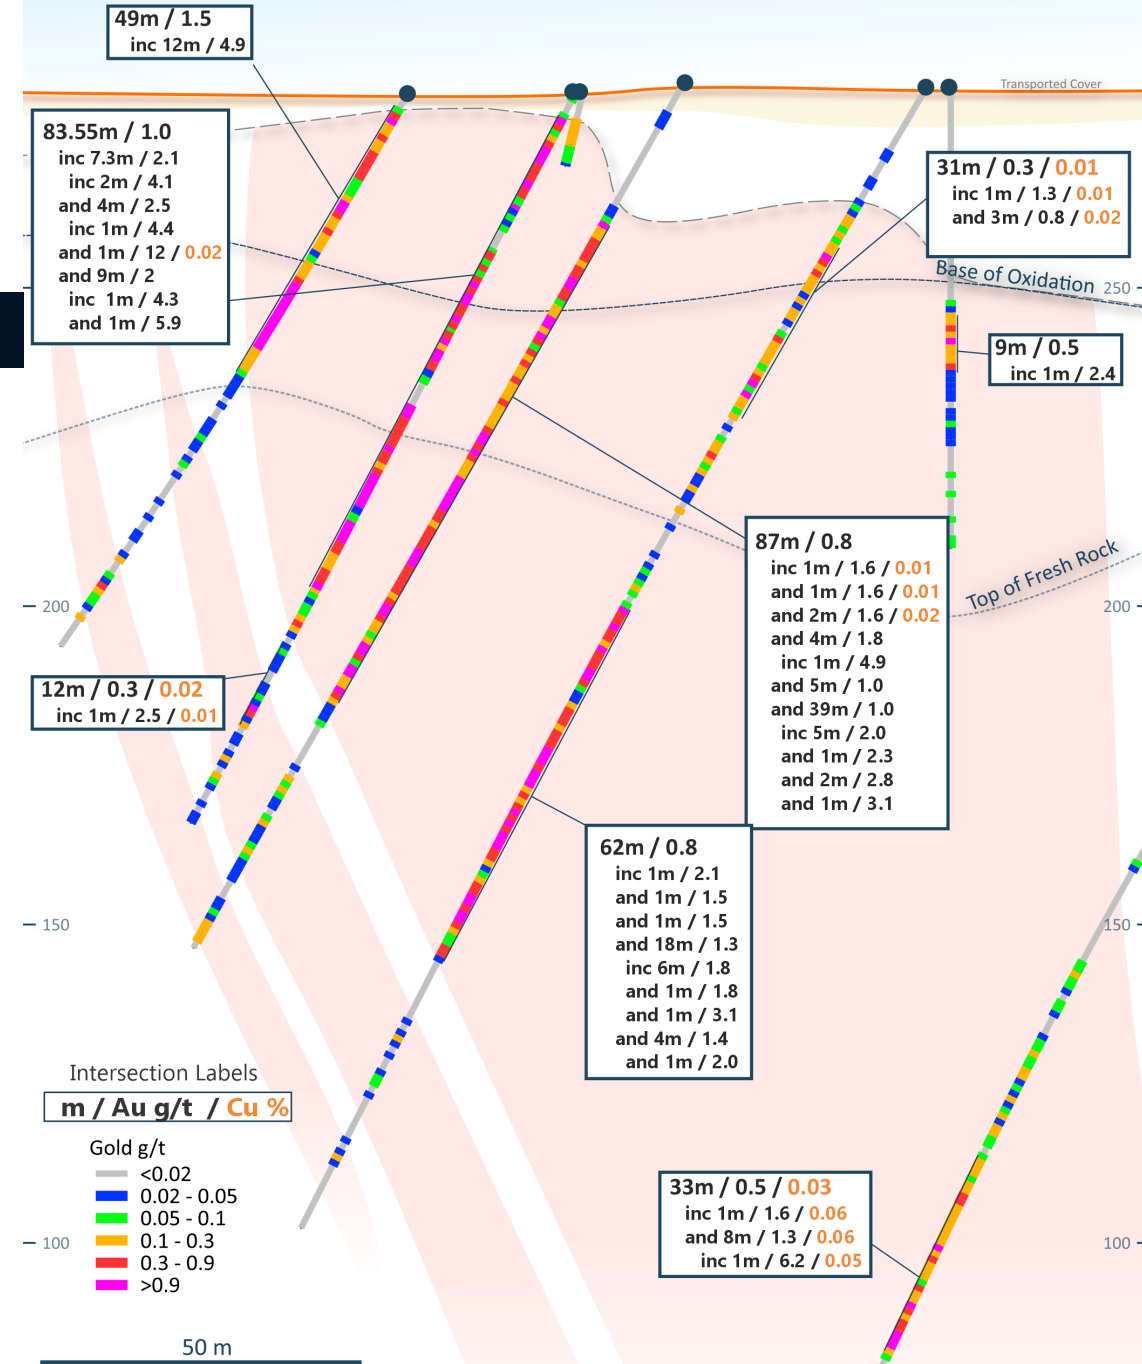 49m / 1.5
inc 12m / 4.9
Transported Cover
83.55m / 1.0
inc 7.3m / 2.1
inc 2m / 4.1
and 4m / 2.5
inc 1m / 4.4
and 1m / 12 / 0.02
and 9m / 2
inc 1m / 4.3
and 1m / 5.9
31m / 0.3 / 0.01
inc 1m / 1.3 / 0.01
and 3m / 0.8 / 0.02
Base of Oxidation
250
9m / 0.5
inc 1m / 2.4
87m / 0.8
inc 1m / 1.6 / 0.01
and 1m / 1.6 / 0.01
and 2m / 1.6 / 0.02
and 4m / 1.8
inc 1m / 4.9
and 5m / 1.0
and 39m / 1.0
inc 5m / 2.0
and 1m / 2.3
and 2m / 2.8
and 1m / 3.1
Top of Fresh Rock
200
200
12m / 0.3 / 0.02
inc 1m / 2.5 / 0.01
62m / 0.8
inc 1m / 2.1
and 1m / 1.5
and 1m / 1.5
and 18m / 1.3
inc 6m / 1.8
and 1m / 1.8
and 1m / 3.1
and 4m / 1.4
and 1m / 2.0
150
150
Intersection Labels
m / Au g/t / Cu %
Gold g/t
<0.02
0.02 - 0.05
0.05 - 0.1
0.1 - 0.3
0.3 - 0.9
>0.9
33m / 0.5 / 0.03
inc 1m / 1.6 / 0.06
and 8m / 1.3 / 0.06
inc 1m / 6.2 / 0.05
100
100
50 m